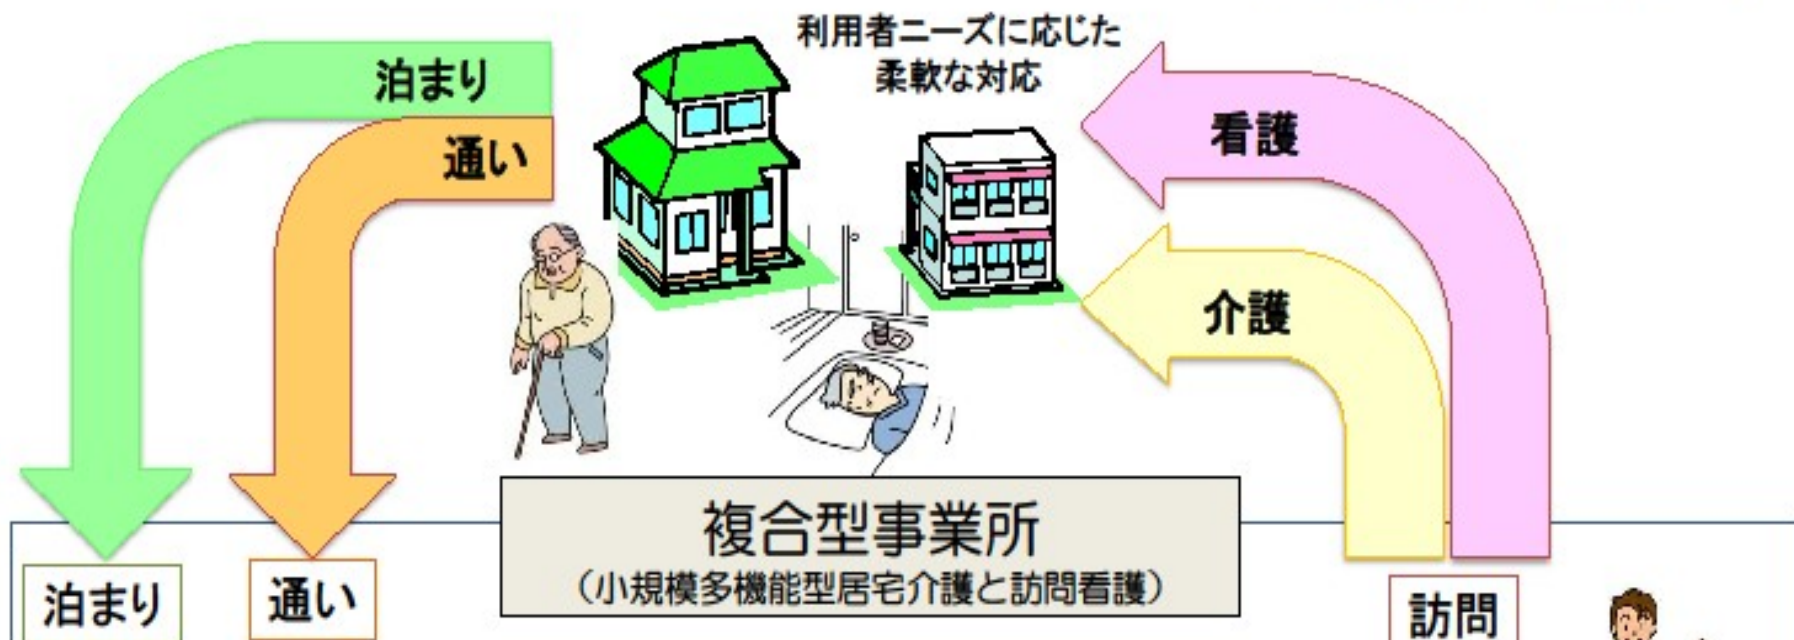 利用者ニーズに応じた
柔軟な対応
泊まり
通い
看護
介護
複合型事業所
（小規模多機能型居宅介護と訪問看護）
泊まり
通い
訪問